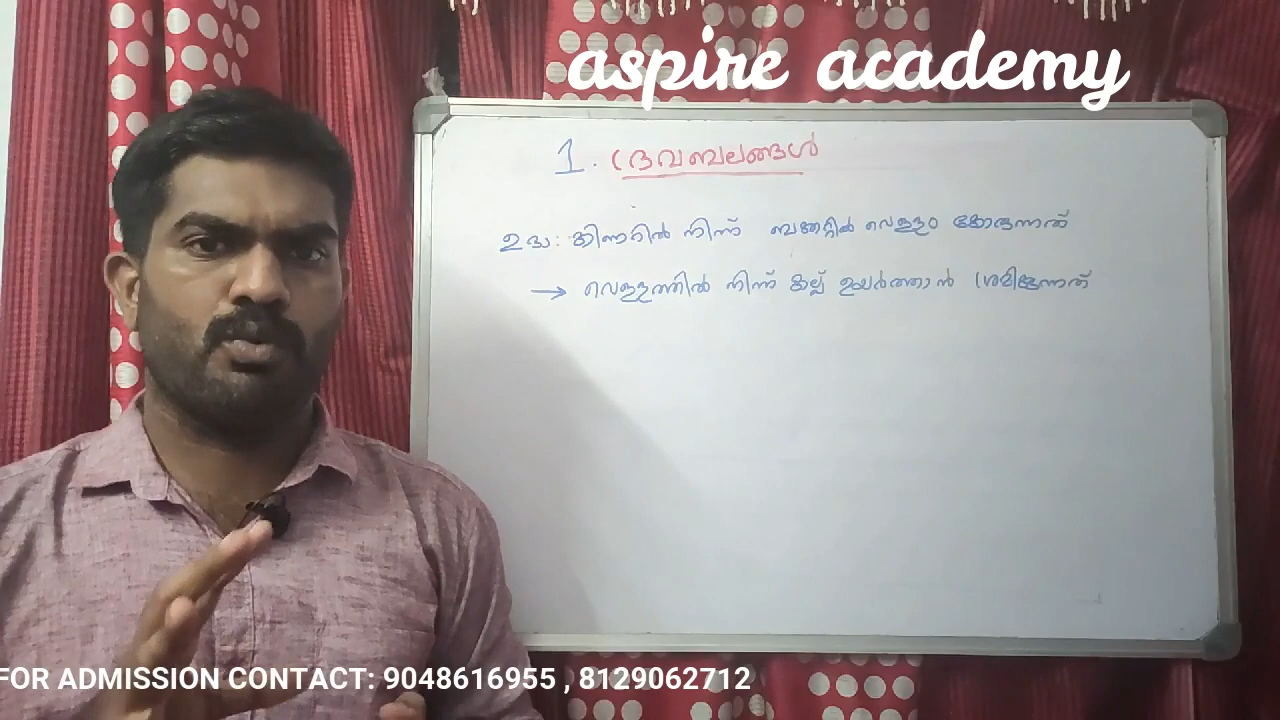 aspire academy
1. ദ്രവബലങ്ങൾ
ഉദാ: കിണറിൽ നിന്ന് ബക്കറ്റിൽ വെള്ളം കോരുന്നത്
→ വെള്ളത്തിൽ നിന്ന് കല്ല് ഉയർത്താൻ ശ്രമിക്കുന്നത്
FOR ADMISSION CONTACT: 9048616955 , 8129062712